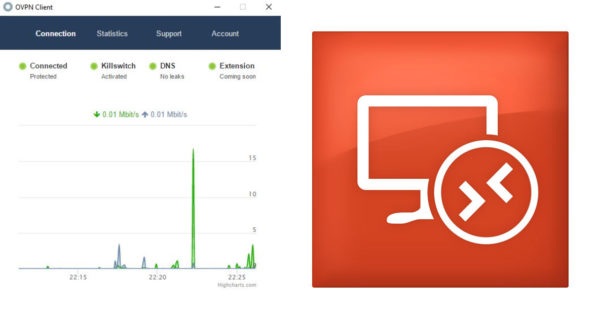 OVPN Client
Connection Statistics Support Account
Connected Killswitch DNS Extension
Protected Activated No leaks Coming soon
0.01 Mbit/s 0.01 Mbit/s
15
10
5
22:15 22:20 22:25
Highcharts.com